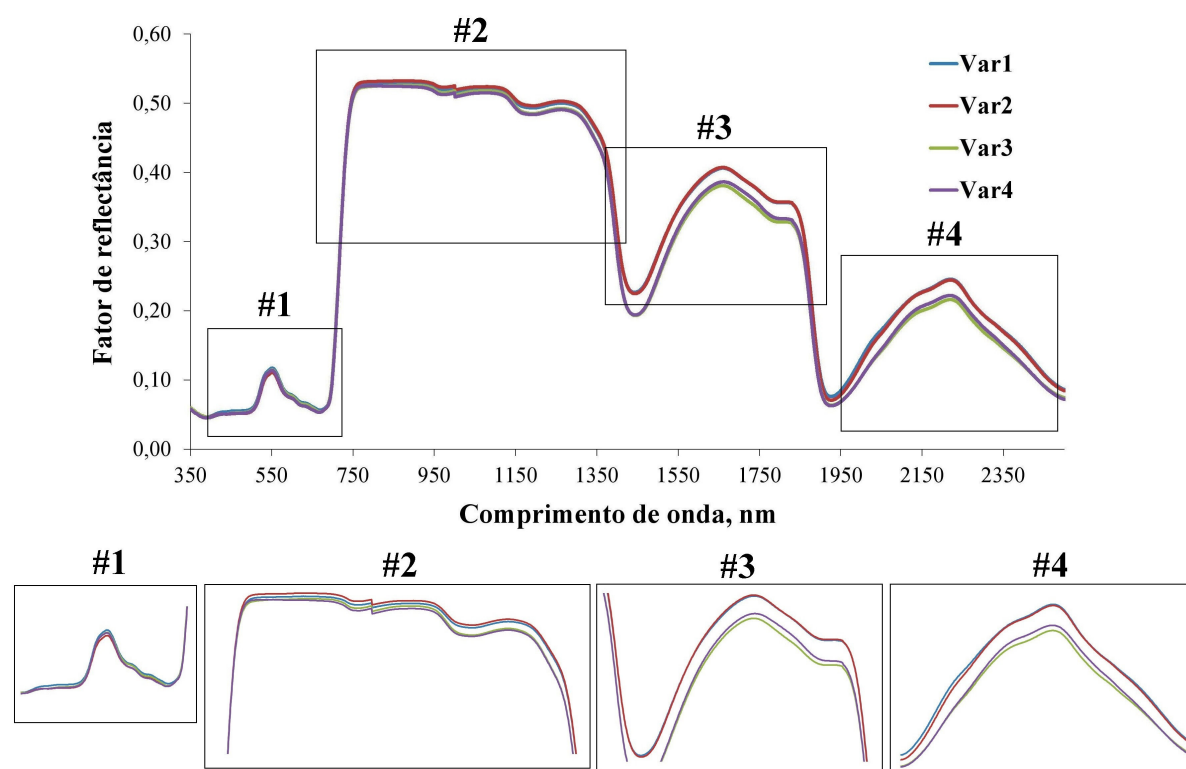 #2
#3
#4
#1
Var1
Var2
Var3
Var4
Fator de reflectância
0,60
0,50
0,40
0,30
0,20
0,10
0,00
350 550 750 950 1150 1350 1550 1750 1950 2150 2350
Comprimento de onda, nm
#1
#2
#3
#4